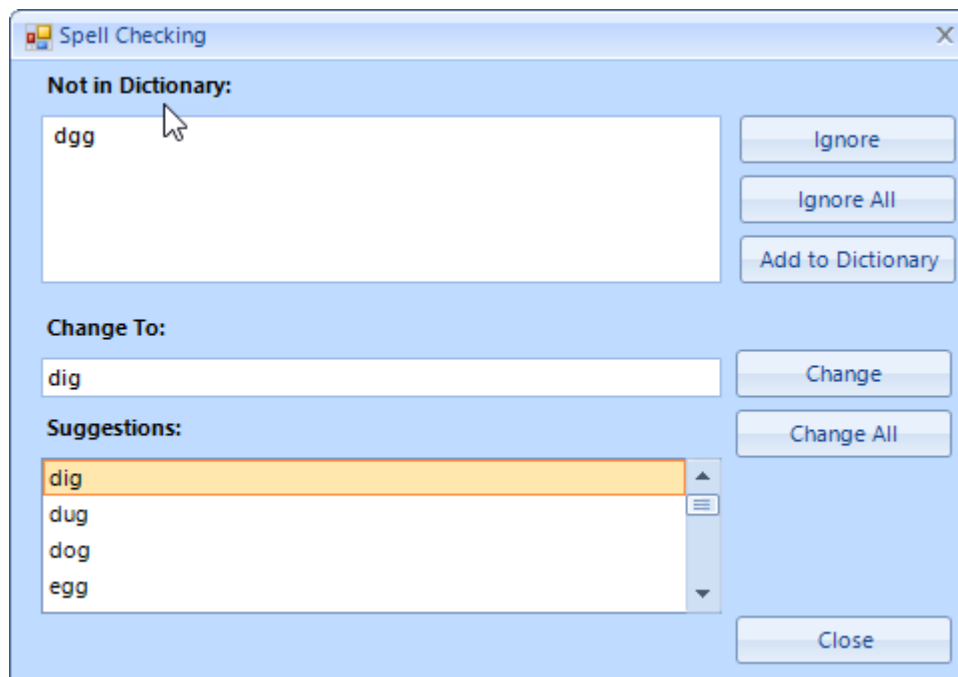 Spell Checking
Not in Dictionary:
dgg
Ignore
Ignore All
Add to Dictionary
Change To:
dig
Change
Suggestions:
Change All
dig
dug
dog
egg
Close